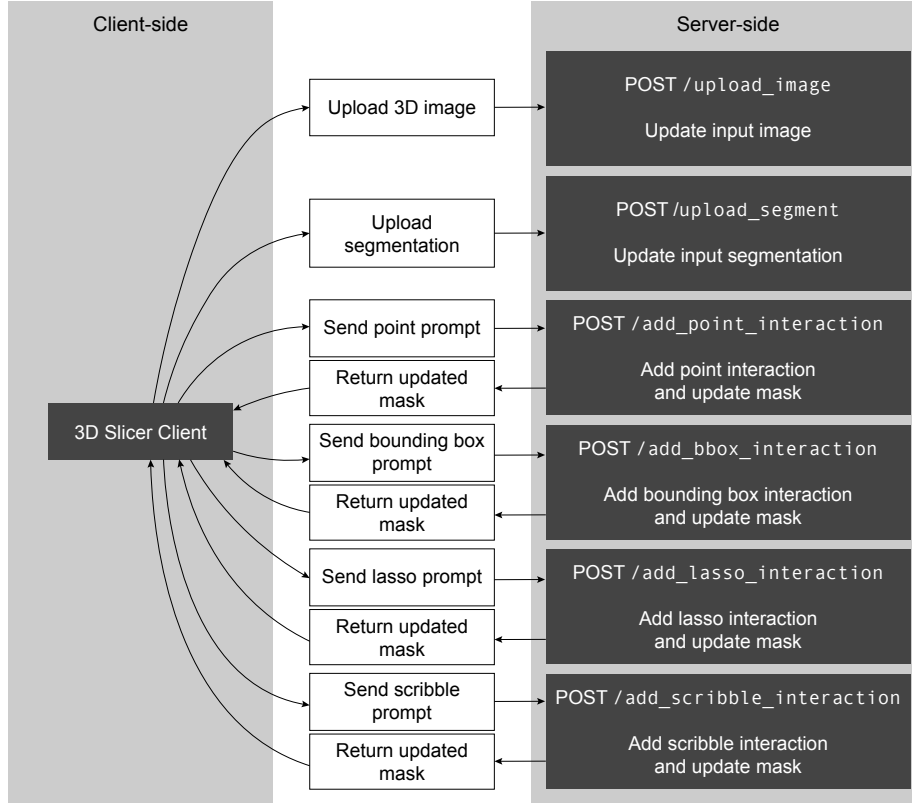 Client-side
Server-side
Upload 3D image
POST /upload_image
Update input image
Upload
segmentation
POST /upload_segment
Update input segmentation
Send point prompt
POST /add_point_interaction
Return updated
mask
Add point interaction
and update mask
3D Slicer Client
Send bounding box
prompt
POST /add_bbox_interaction
Return updated
mask
Add bounding box interaction
and update mask
Send lasso prompt
POST /add_lasso_interaction
Return updated
mask
Add lasso interaction
and update mask
Send scribble
prompt
POST /add_scribble_interaction
Return updated
mask
Add scribble interaction
and update mask